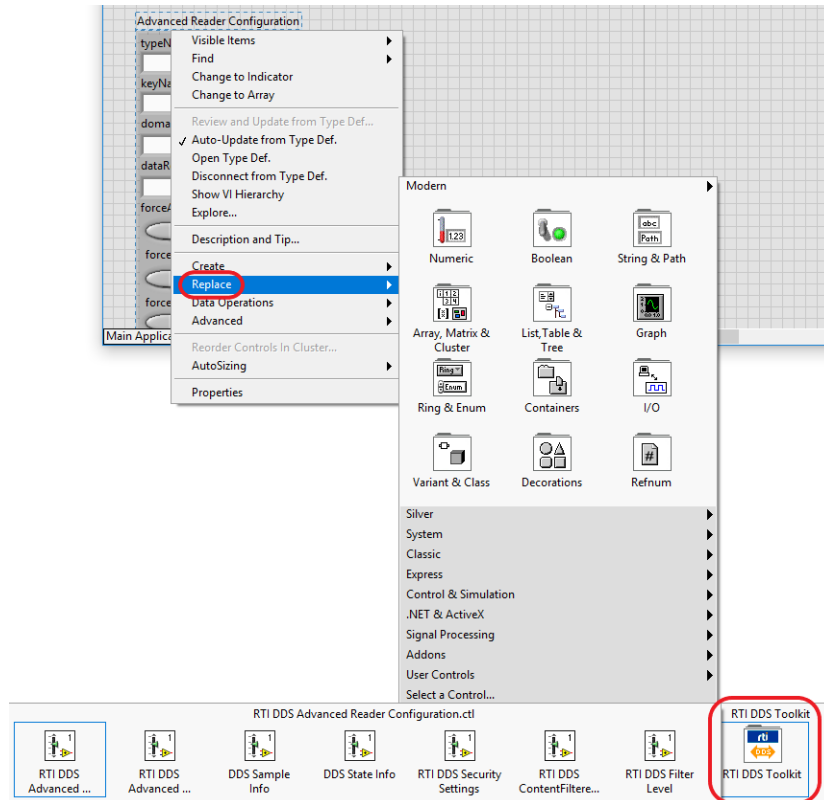 Advanced Reader Configuration
typeN
keyNa
doma
dataR
forceA
force
force
Main Applica
Visible Items
Find
Change to Indicator
Change to Array
Review and Update from Type Def...
✓ Auto-Update from Type Def.
Open Type Def.
Disconnect from Type Def.
Show VI Hierarchy
Explore...
Description and Tip...
Create
Replace
Data Operations
Advanced
Reorder Controls In Cluster...
AutoSizing
Properties
Modern
1.23
abc
Path
Numeric
Boolean
String & Path
Array, Matrix &
Cluster
List,Table &
Tree
Graph
Ring
Enum
Ring & Enum
Containers
I/O
#
Variant & Class
Decorations
Refnum
Silver
System
Classic
Express
Control & Simulation
.NET & ActiveX
Signal Processing
Addons
User Controls
Select a Control...
RTI DDS Advanced Reader Configuration.ctl
RTI DDS Toolkit
rti
DDS
RTI DDS
Advanced ...
RTI DDS
Advanced ...
DDS Sample
Info
DDS State Info
RTI DDS Security
Settings
RTI DDS
ContentFiltere...
RTI DDS Filter
Level
RTI DDS Toolkit